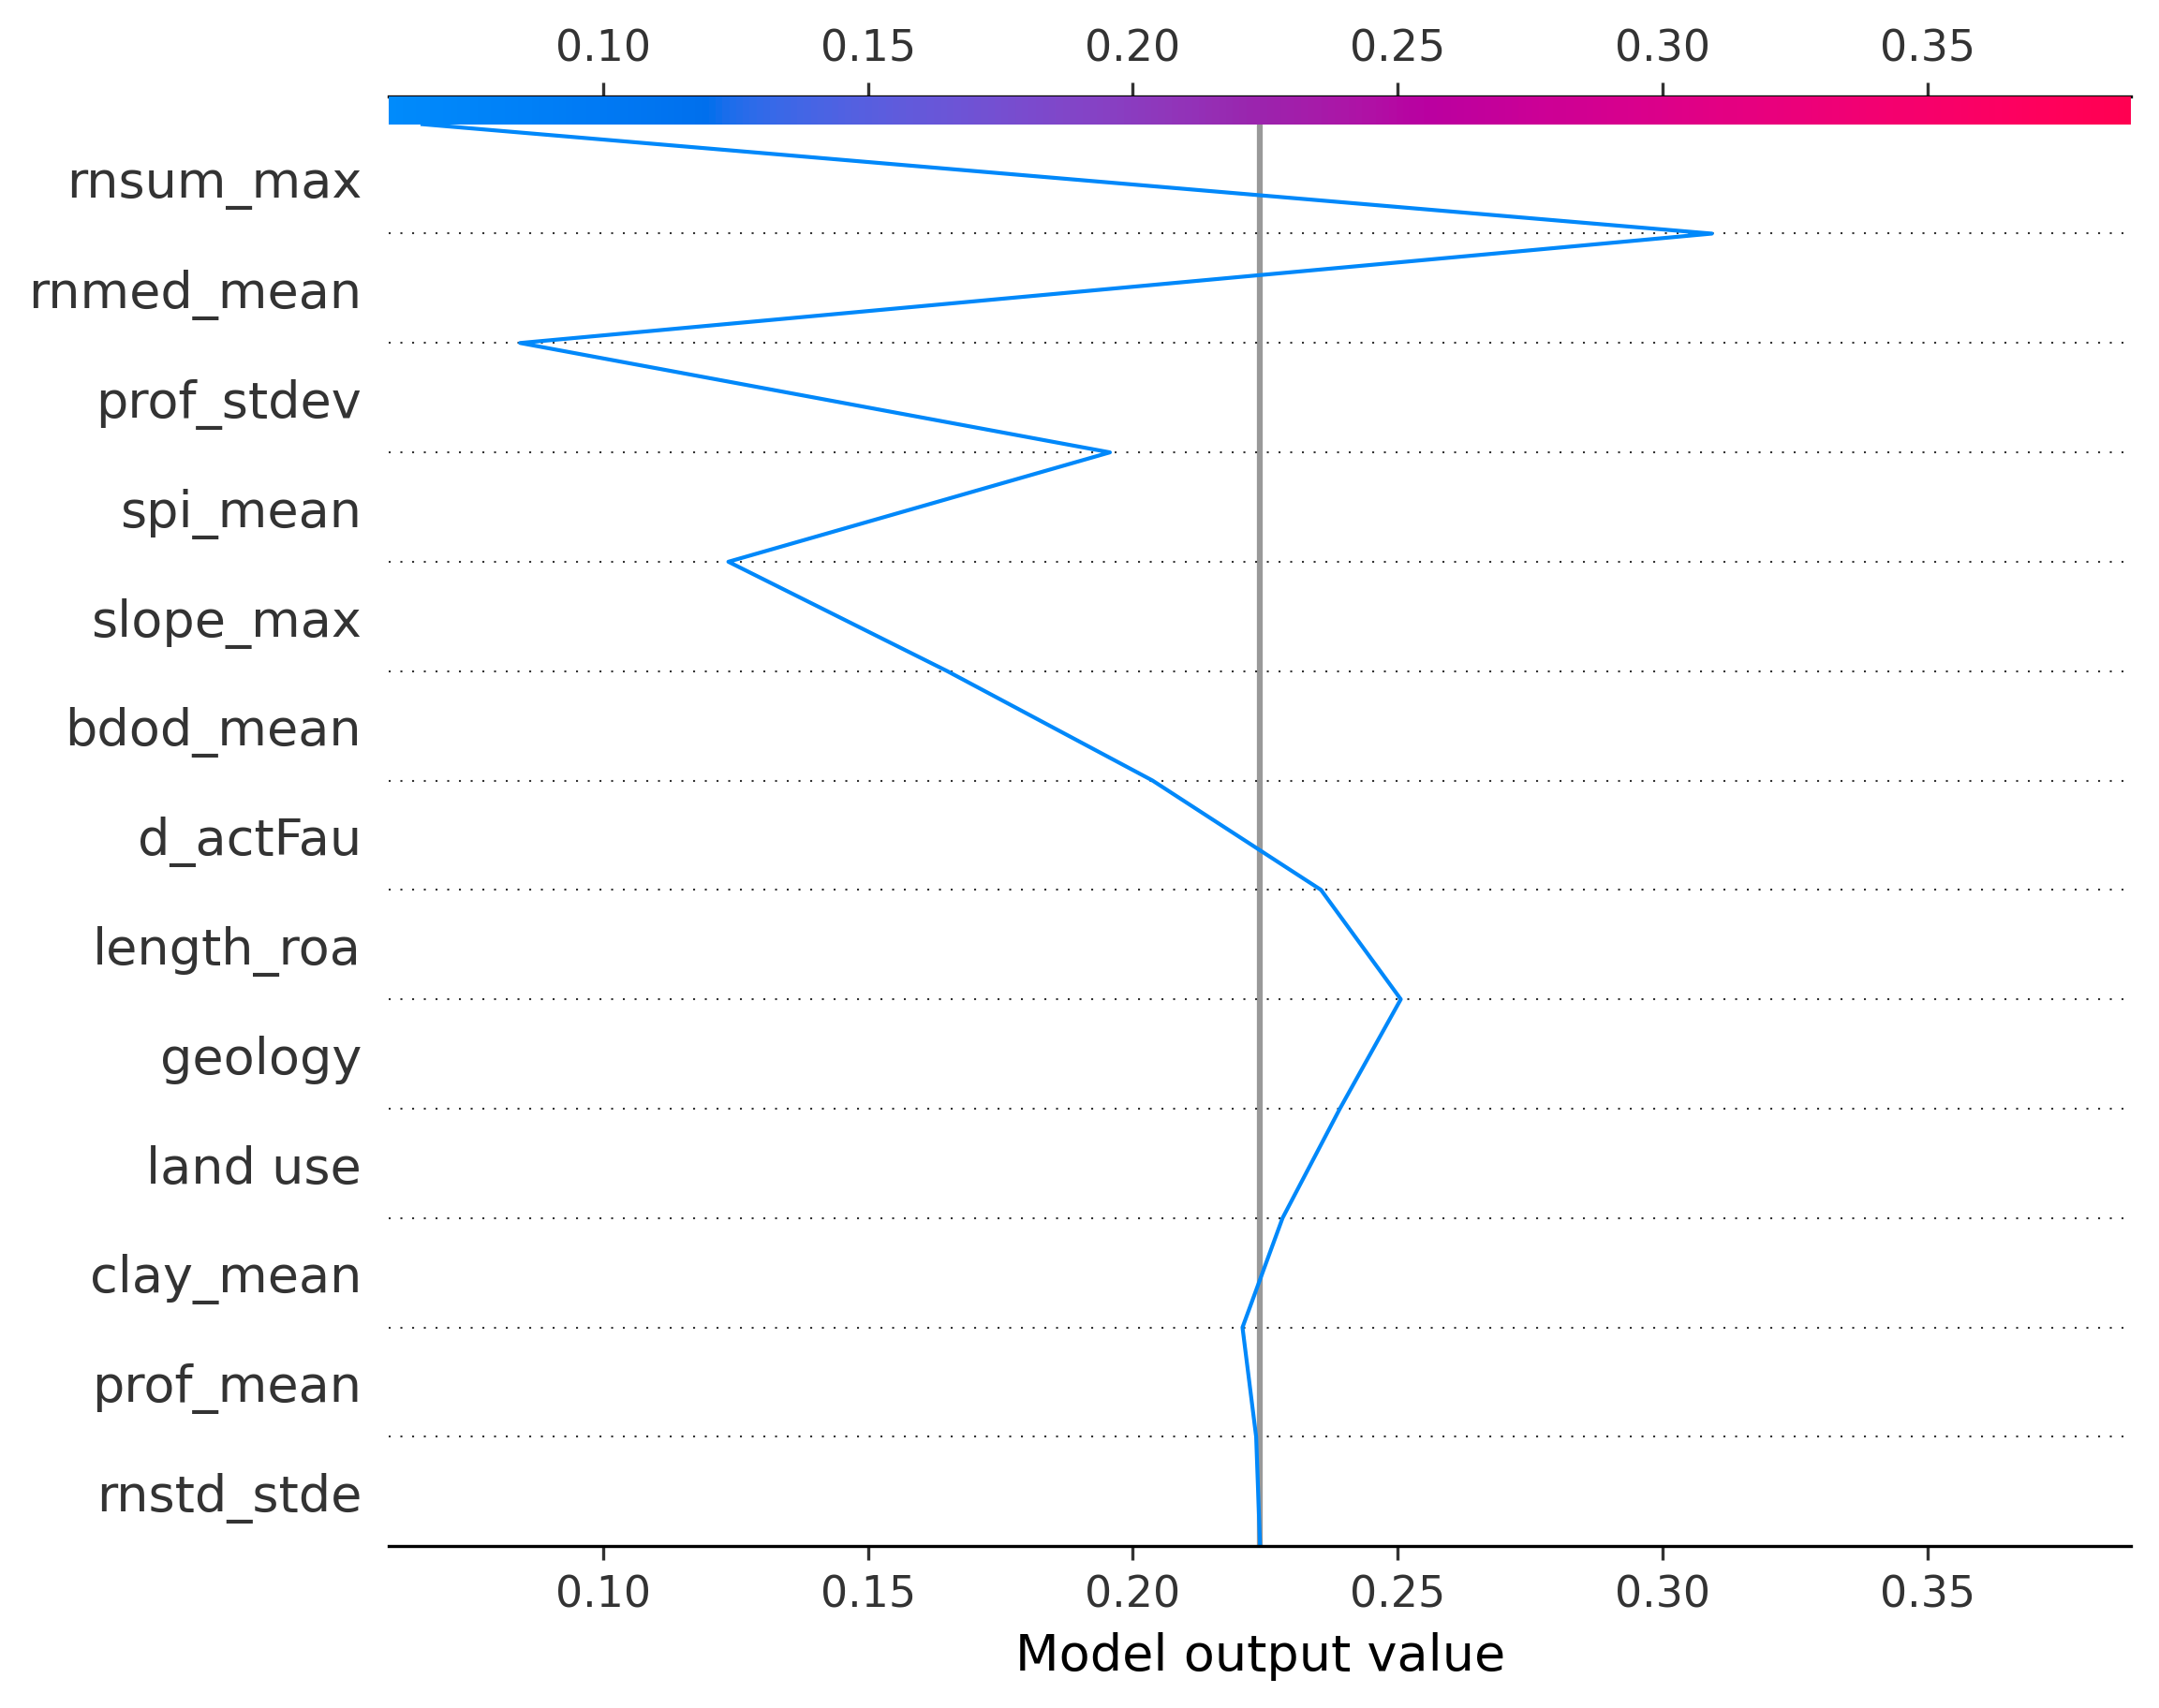 0.10 0.15 0.20 0.25 0.30 0.35
rnsum_max
rnmed_mean
prof_stdev
spi_mean
slope_max
bdod_mean
d_actFau
length_roa
geology
land use
clay_mean
prof_mean
rnstd_stde
0.10 0.15 0.20 0.25 0.30 0.35
Model output value